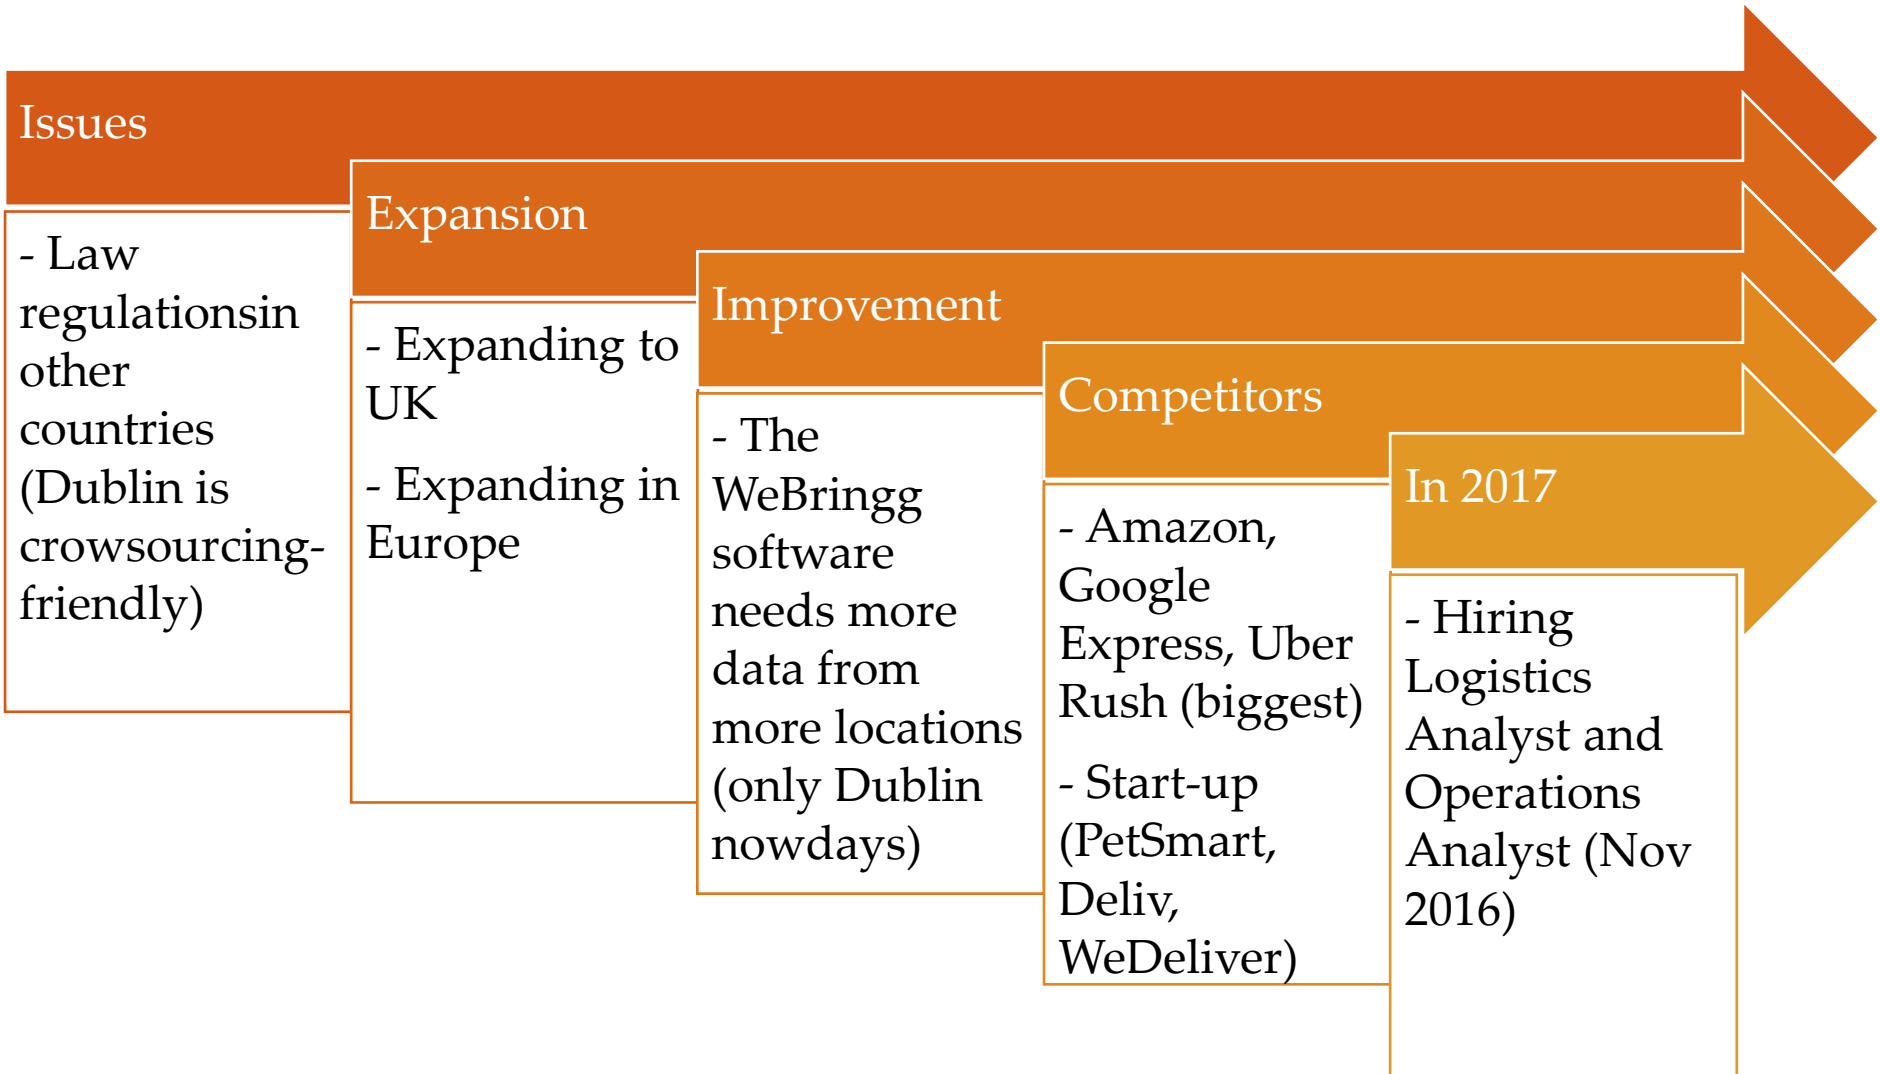 Issues
- Law
regulationsin
other
countries
(Dublin is
crowsourcing-
friendly)
Expansion
- Expanding to
UK
- Expanding in
Europe
Improvement
- The
WeBringg
software
needs more
data from
more locations
(only Dublin
nowdays)
Competitors
- Amazon,
Google
Express, Uber
Rush (biggest)
- Start-up
(PetSmart,
Deliv,
WeDeliver)
In 2017
- Hiring
Logistics
Analyst and
Operations
Analyst (Nov
2016)